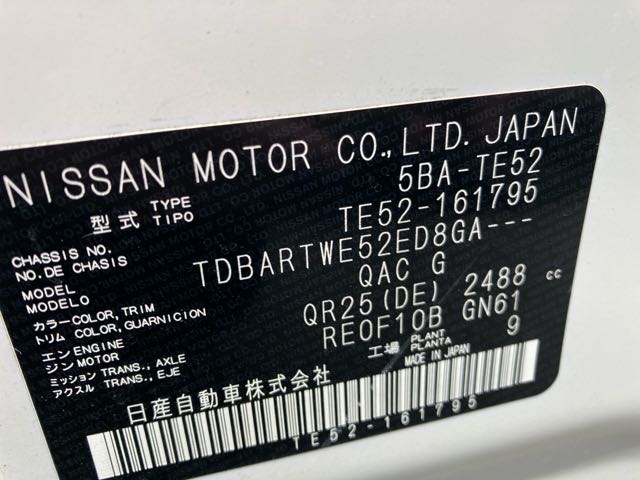 NISSAN MOTOR CO.,LTD. JAPAN
型式 TYPE TIPO 5BA-TE52
CHASSIS NO. NO.DE CHASIS TE52-161795
MODEL MODELO TDBARTWE52ED8GA---
カラー COLOR, TRIM トリム COLOR, GUARNICION QAC G
エンジン ENGINE MOTOR QR25(DE) 2488 cc
ミッション アクスル TRANS., AXLE TRANS., EJE RE0F10B GN61
工場 PLANT PLANTA 9
日産自動車株式会社 MADE IN JAPAN
TE52-161795